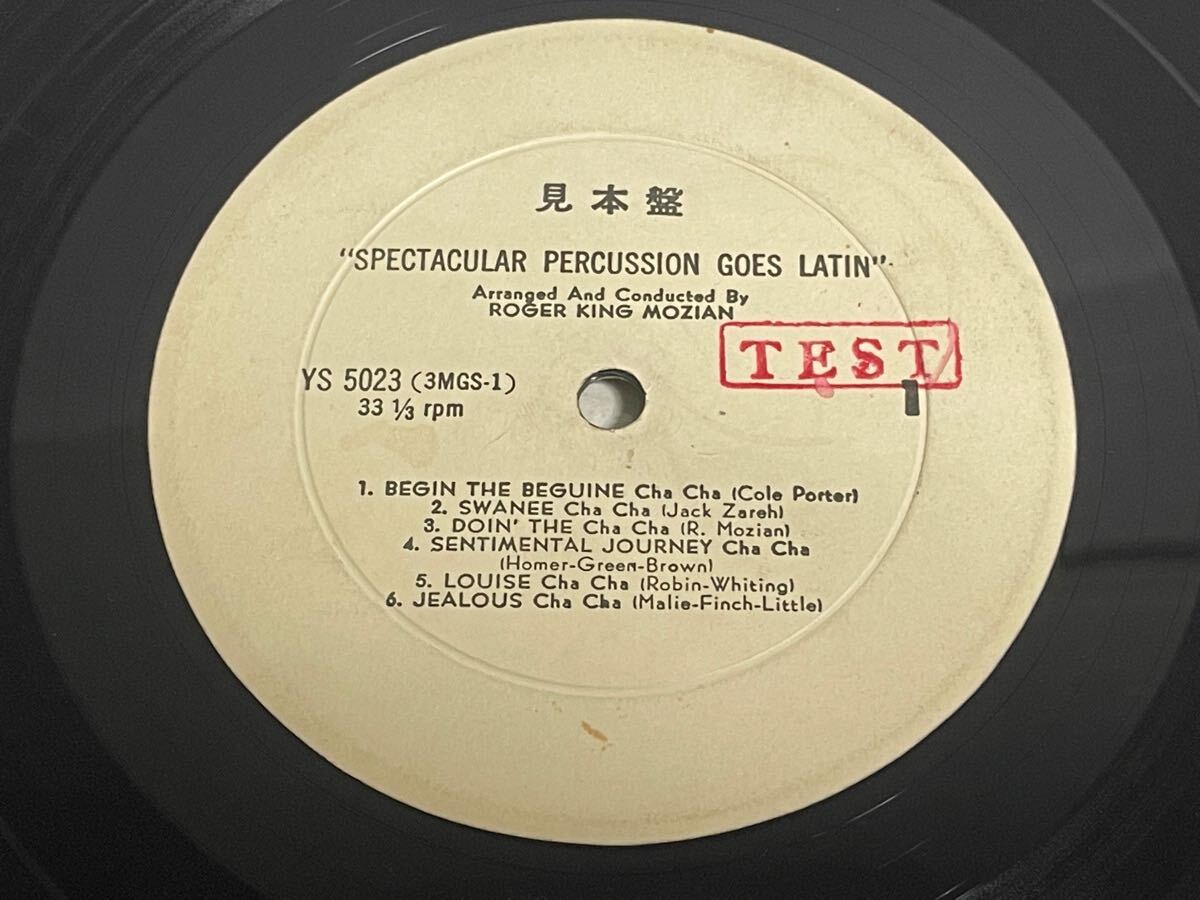 見本盤
"SPECTACULAR PERCUSSION GOES LATIN"
Arranged And Conducted By
ROGER KING MOZIAN
TEST
YS 5023 (3MGS-1)
33 1/3 rpm
1. BEGIN THE BEGUINE Cha Cha (Cole Porter)
2. SWANEE Cha Cha (Jack Zareh)
3. DOIN' THE Cha Cha (R. Mozian)
4. SENTIMENTAL JOURNEY Cha Cha
(Homer-Green-Brown)
5. LOUISE Cha Cha (Robin-Whiting)
6. JEALOUS Cha Cha (Malie-Finch-Little)